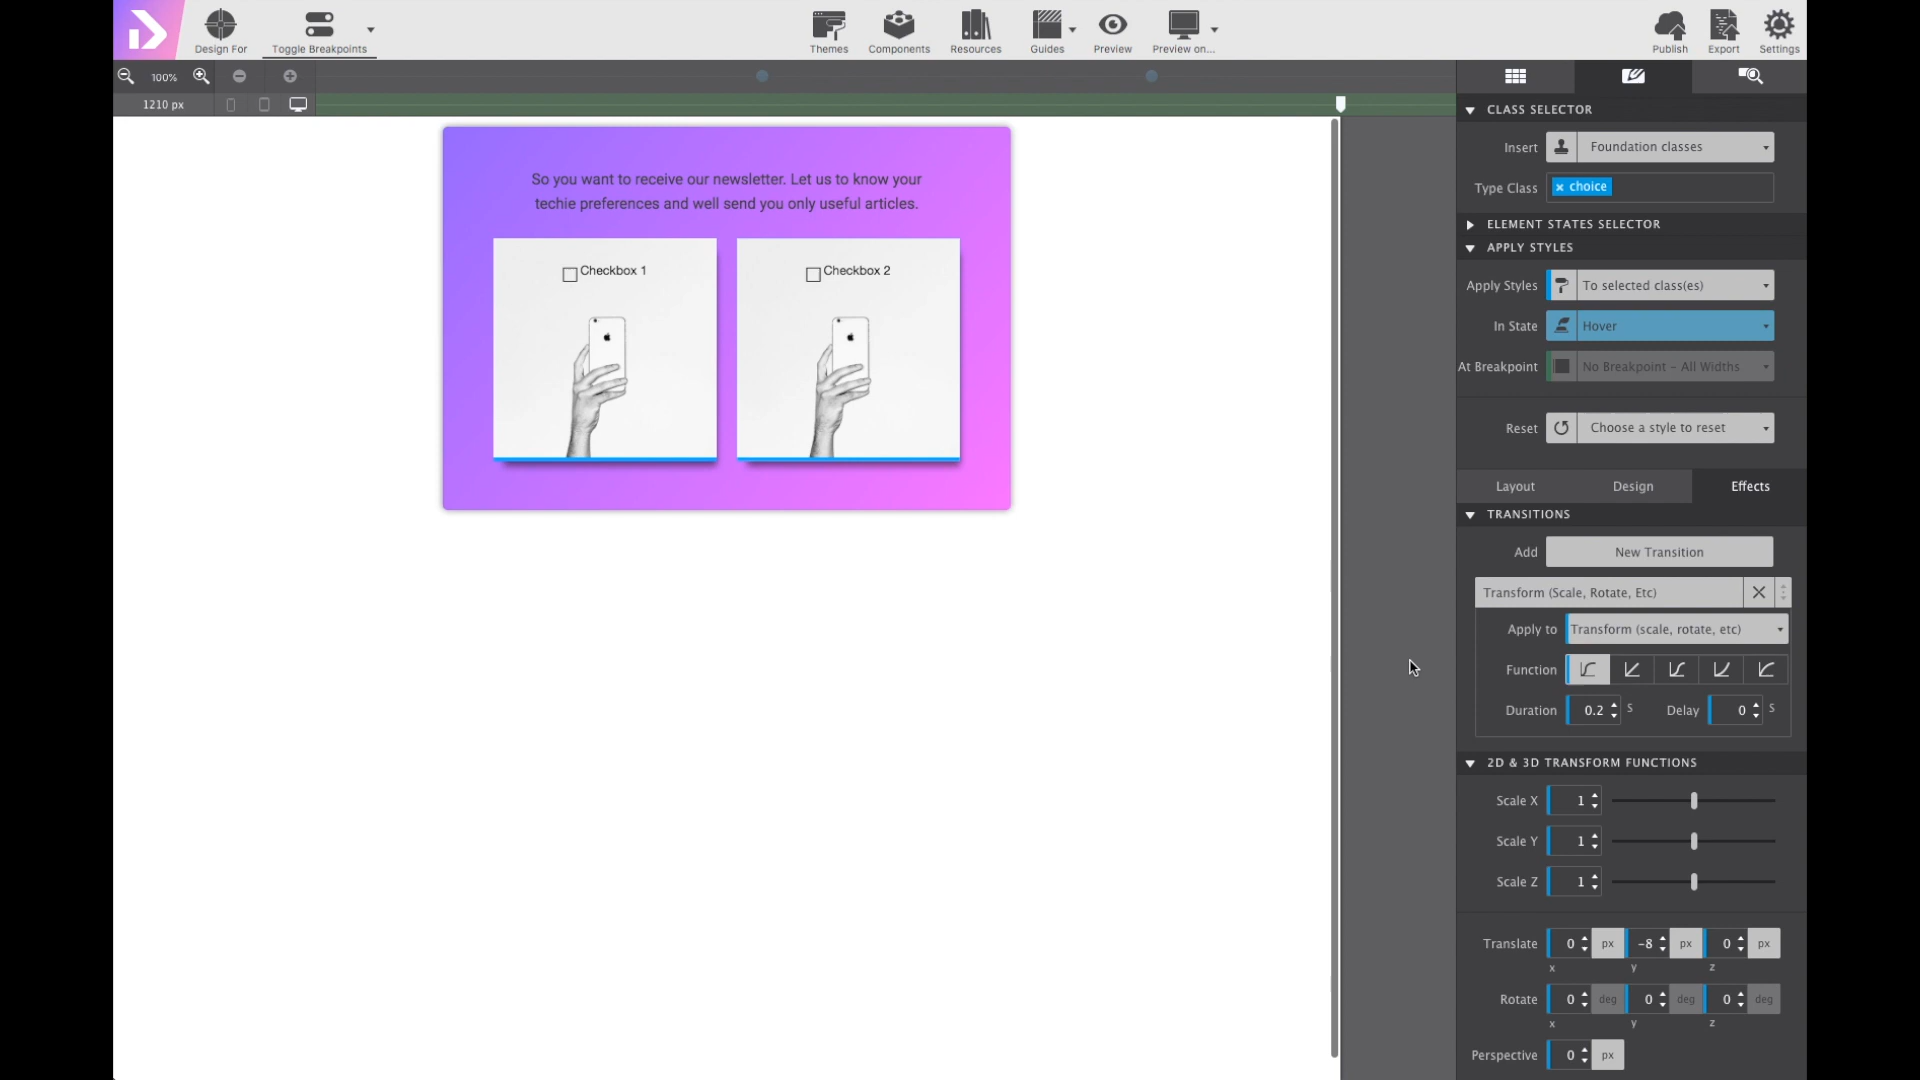 Design For
Toggle Breakpoints
Themes
Components
Resources
Guides
Preview
Preview on...
Publish
Export
Settings
100%
1210 px
So you want to receive our newsletter. Let us to know your
techie preferences and well send you only useful articles.
Checkbox 1
Checkbox 2
CLASS SELECTOR
Insert Foundation classes
Type Class × choice
ELEMENT STATES SELECTOR
APPLY STYLES
Apply Styles To selected class(es)
In State Hover
At Breakpoint No Breakpoint – All Widths
Reset Choose a style to reset
Layout Design Effects
TRANSITIONS
Add New Transition
Transform (Scale, Rotate, Etc)
Apply to Transform (scale, rotate, etc)
Function
Duration 0.2 S Delay 0 S
2D & 3D TRANSFORM FUNCTIONS
Scale X 1
Scale Y 1
Scale Z 1
Translate 0 px -8 px 0 px
x y z
Rotate 0 deg 0 deg 0 deg
x y z
Perspective 0 px